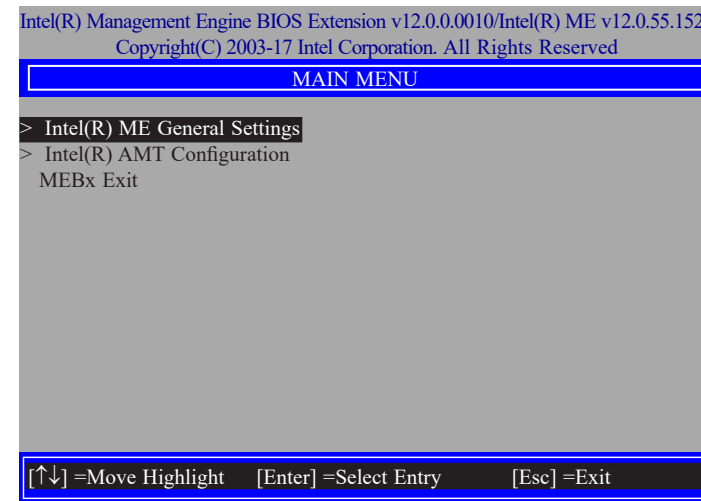 Intel(R) Management Engine BIOS Extension v12.0.0.0010/Intel(R) ME v12.0.55.152
Copyright(C) 2003-17 Intel Corporation. All Rights Reserved
MAIN MENU
> Intel(R) ME General Settings
> Intel(R) AMT Configuration
MEBx Exit
[↑↓] =Move Highlight [Enter] =Select Entry [Esc] =Exit